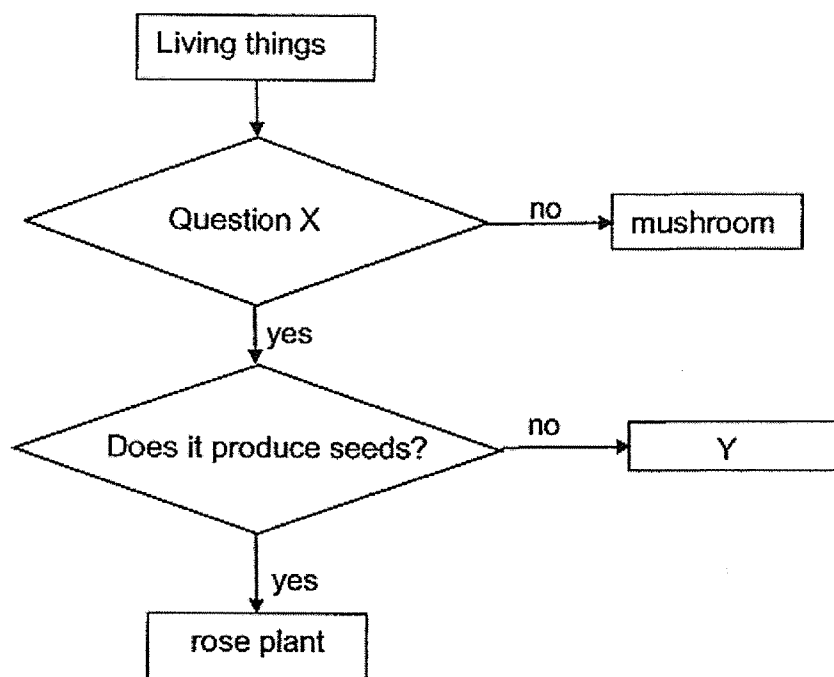 Living things
Question X
no
mushroom
yes
Does it produce seeds?
no
Y
yes
rose plant